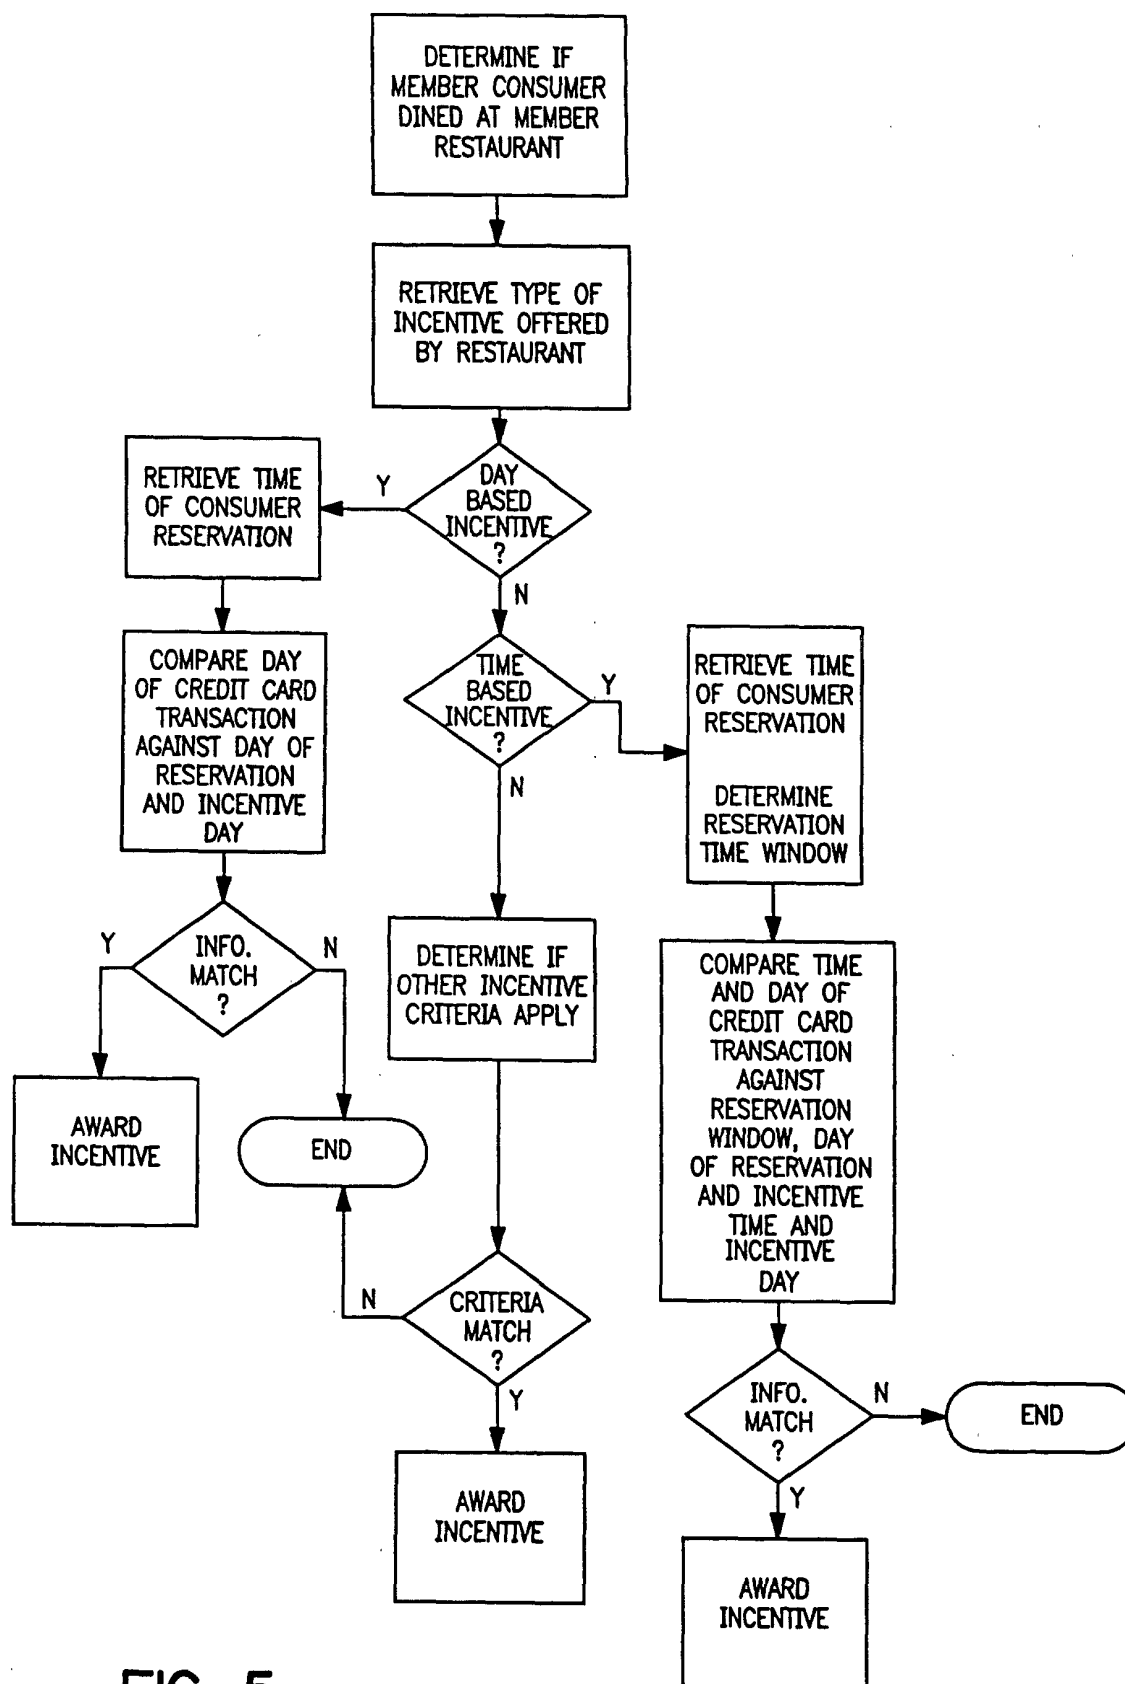 DETERMINE IF
MEMBER CONSUMER
DINED AT MEMBER
RESTAURANT
RETRIEVE TYPE OF
INCENTIVE OFFERED
BY RESTAURANT
DAY
BASED
INCENTIVE
?
Y
N
RETRIEVE TIME
OF CONSUMER
RESERVATION
COMPARE DAY
OF CREDIT CARD
TRANSACTION
AGAINST DAY OF
RESERVATION
AND INCENTIVE
DAY
INFO.
MATCH
?
Y
N
AWARD
INCENTIVE
END
TIME
BASED
INCENTIVE
?
Y
N
DETERMINE IF
OTHER INCENTIVE
CRITERIA APPLY
CRITERIA
MATCH
?
N
Y
AWARD
INCENTIVE
RETRIEVE TIME
OF CONSUMER
RESERVATION
DETERMINE
RESERVATION
TIME WINDOW
COMPARE TIME
AND DAY OF
CREDIT CARD
TRANSACTION
AGAINST
RESERVATION
WINDOW, DAY
OF RESERVATION
AND INCENTIVE
TIME AND
INCENTIVE
DAY
INFO.
MATCH
?
N
Y
END
AWARD
INCENTIVE
FIG. 5